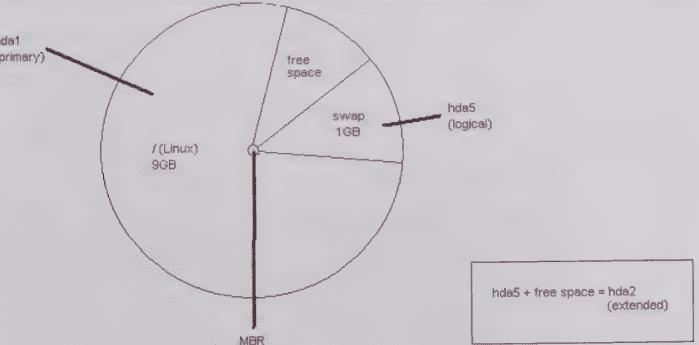 hda1
(primary)
free
space
swap
1GB
hda5
(logical)
/ (Linux)
9GB
hda5 + free space = hda2
(extended)
MBR